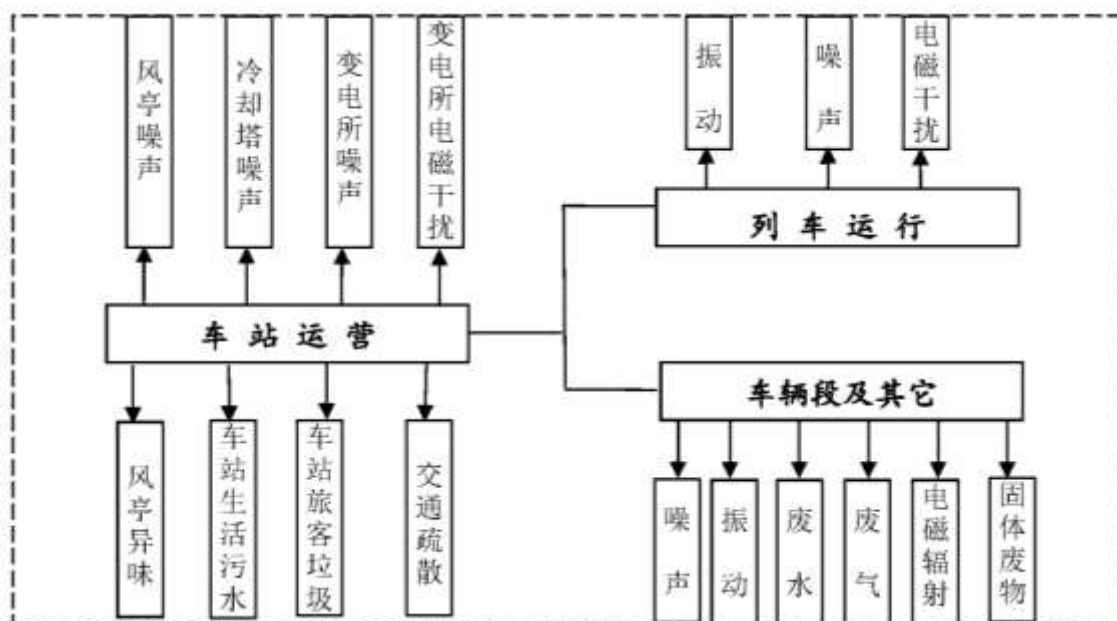 风亭噪声
冷却塔噪声
变电所噪声
变电所电磁干扰
振动
噪声
电磁干扰
列车运行
车站运营
车辆段及其它
风亭异味
车站生活污水
车站旅客垃圾
交通疏散
噪声
振动
废水
废气
电磁辐射
固体废物